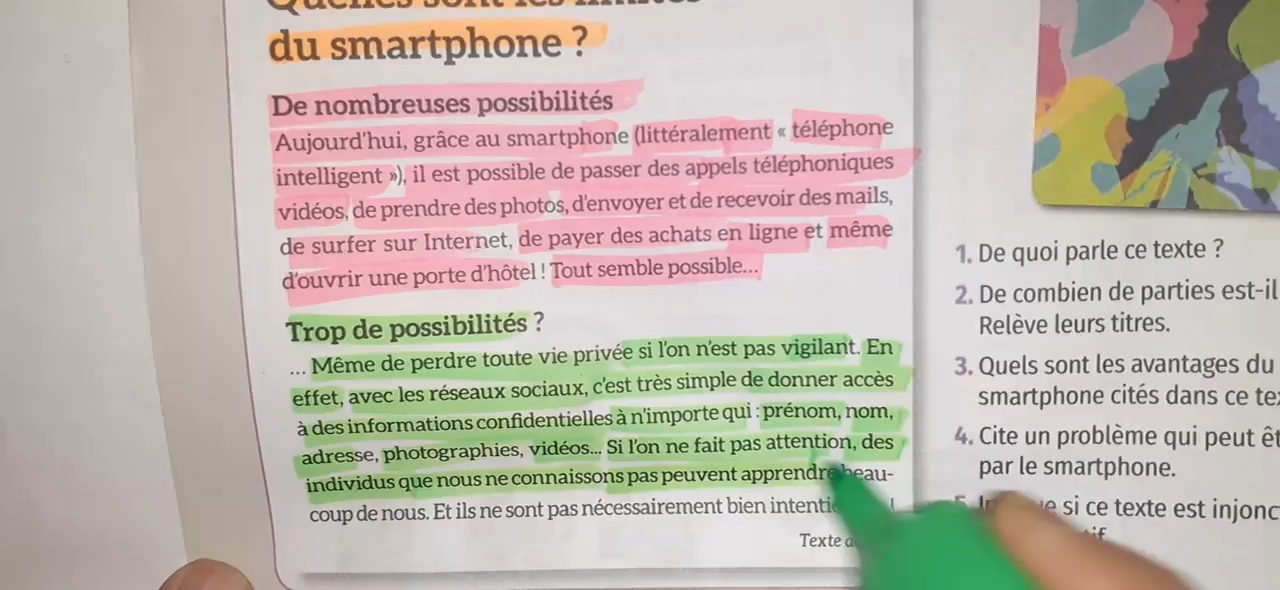 Quelles sont les limites
du smartphone ?
De nombreuses possibilités
Aujourd'hui, grâce au smartphone (littéralement « téléphone
intelligent »), il est possible de passer des appels téléphoniques
vidéos, de prendre des photos, d'envoyer et de recevoir des mails,
de surfer sur Internet, de payer des achats en ligne et même
d'ouvrir une porte d'hôtel ! Tout semble possible...
Trop de possibilités ?
... Même de perdre toute vie privée si l'on n'est pas vigilant. En
effet, avec les réseaux sociaux, c'est très simple de donner accès
à des informations confidentielles à n'importe qui : prénom, nom,
adresse, photographies, vidéos... Si l'on ne fait pas attention, des
individus que nous ne connaissons pas peuvent apprendre beau-
coup de nous. Et ils ne sont pas nécessairement bien
Texte
1. De quoi parle ce texte ?
2. De combien de parties est-il
Relève leurs titres.
3. Quels sont les avantages du
smartphone cités dans ce
4. Cite un problème qui peut
par le smartphone.
si ce texte est